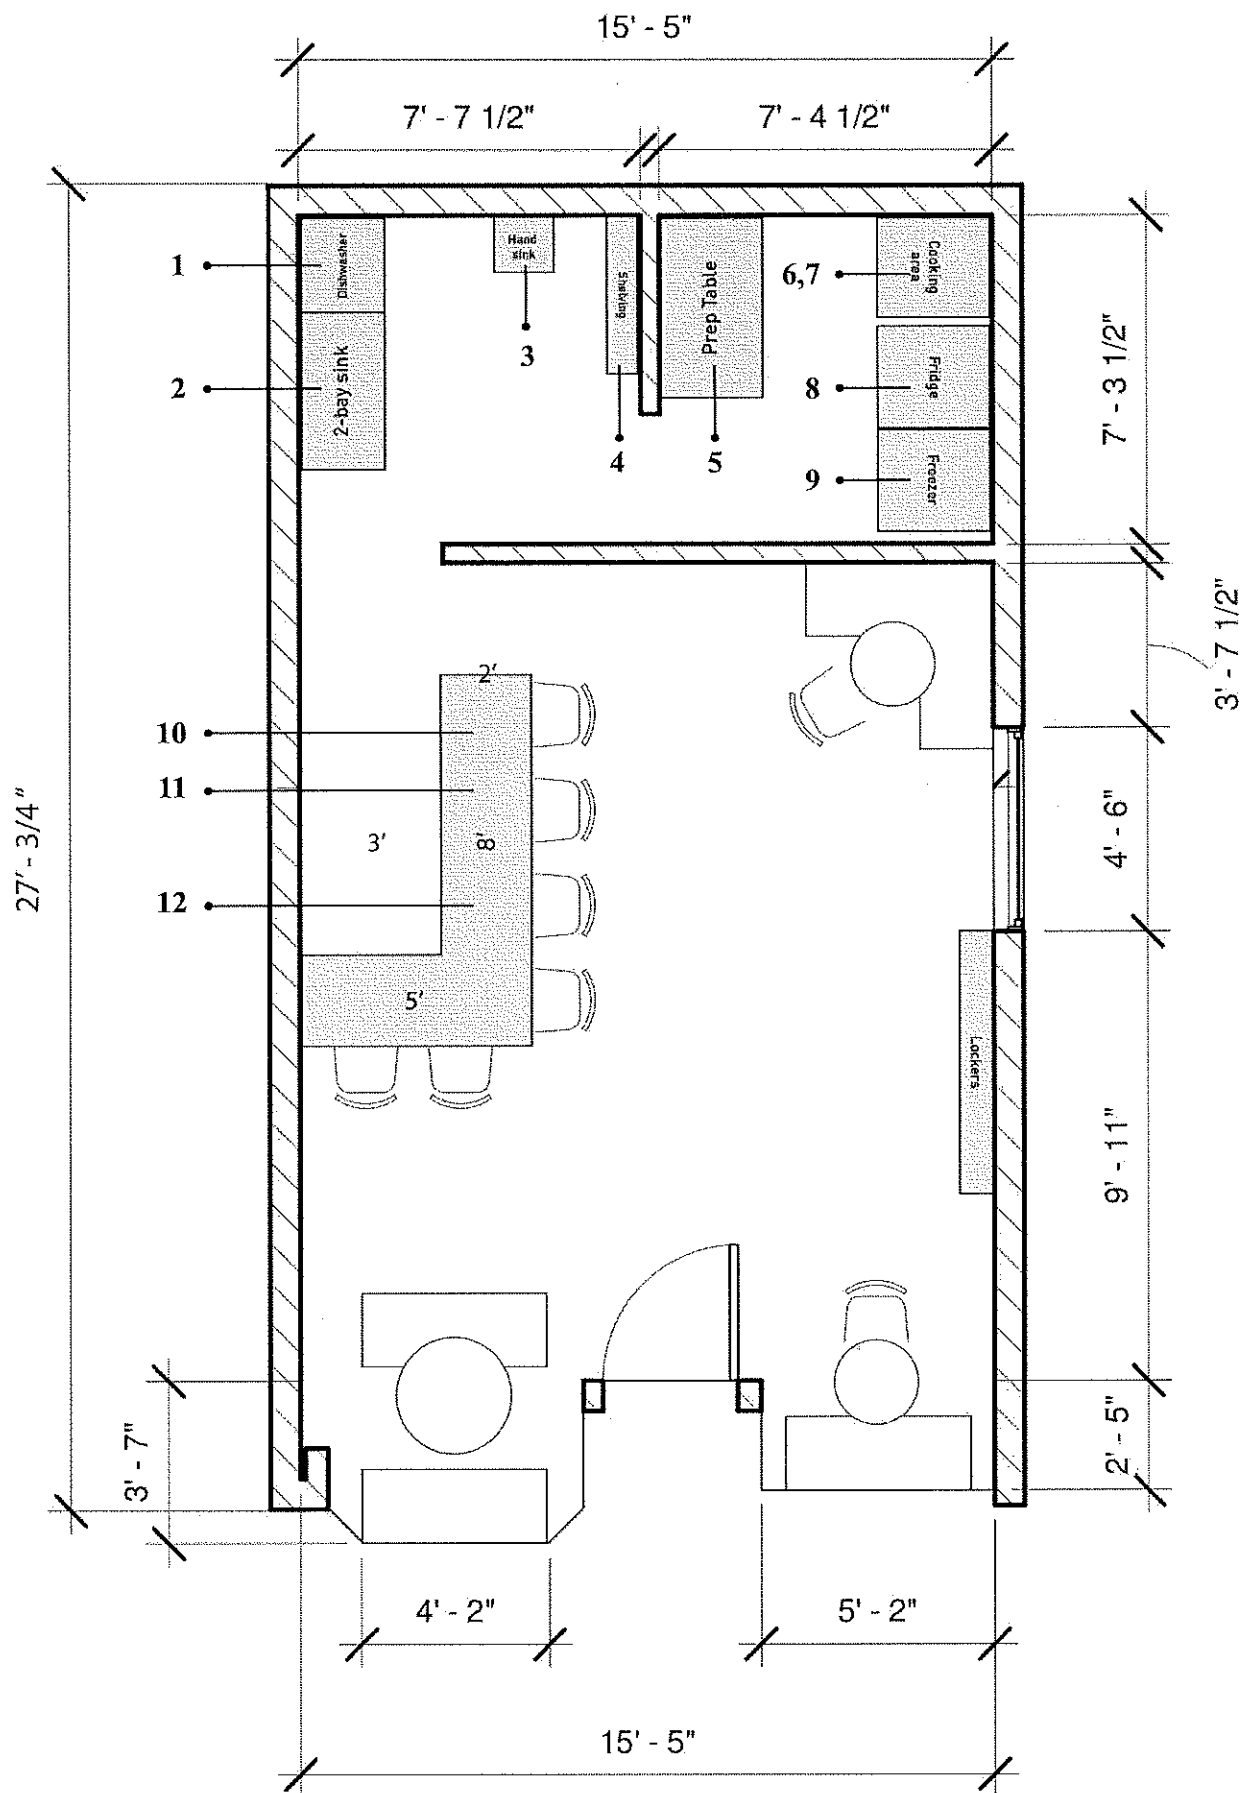 15' - 5"
7' - 7 1/2"
7' - 4 1/2"
1
Dishwasher
Hand
sink
Shelving
Prep Table
6,7
Cooking
area
3
2
2-bay sink
8
Fridge
7' - 3 1/2"
4
5
9
Freezer
3' - 7 1/2"
2'
10
11
3'
8'
4' - 6"
27' - 3/4"
12
5'
Lockers
9' - 11"
3' - 7"
2' - 5"
4' - 2"
5' - 2"
15' - 5"